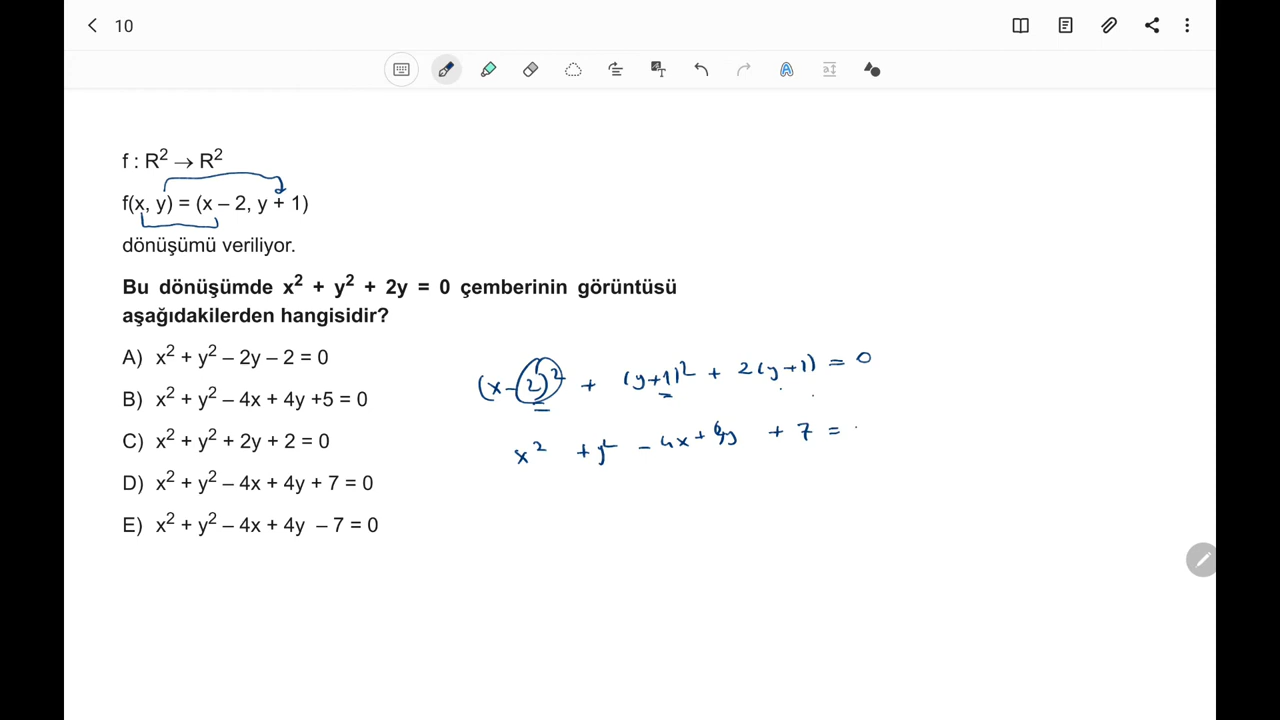 10
f : R² → R²
f(x, y) = (x – 2, y + 1)
dönüşümü veriliyor.
Bu dönüşümde x² + y² + 2y = 0 çemberinin görüntüsü
aşağıdakilerden hangisidir?
A) x² + y² – 2y – 2 = 0
B) x² + y² – 4x + 4y +5 = 0
C) x² + y² + 2y + 2 = 0
D) x² + y² – 4x + 4y + 7 = 0
E) x² + y² – 4x + 4y – 7 = 0
(x-2)² + (y+1)² + 2(y+1) = 0
x² + y² - 4x + y + 7 =